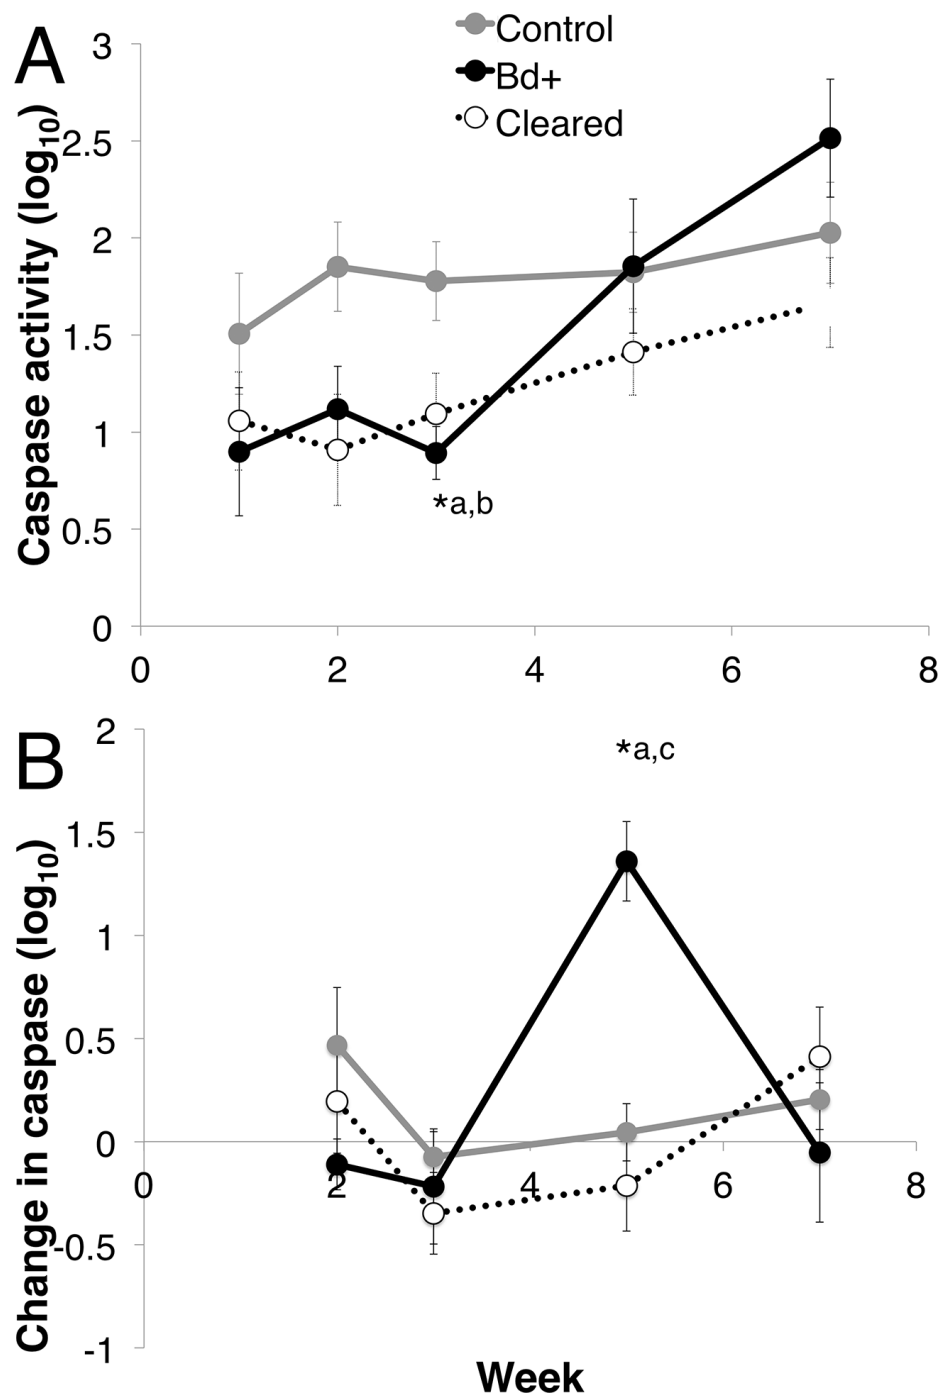 A
Control
Bd+
Cleared
Caspase activity (log10)
3
2.5
2
1.5
1
0.5
0
*a,b
0 2 4 6 8
B
*a,c
Change in caspase (log10)
2
1.5
1
0.5
0
-0.5
-1
0 2 4 6 8
Week